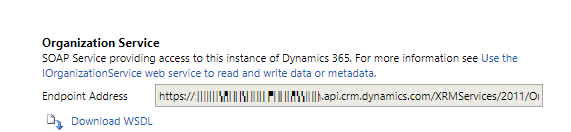 Organization Service
SOAP Service providing access to this instance of Dynamics 365. For more information see Use the
IOrganizationService web service to read and write data or metadata.
Endpoint Address https:// .api.crm.dynamics.com/XRMServices/2011/O
Download WSDL